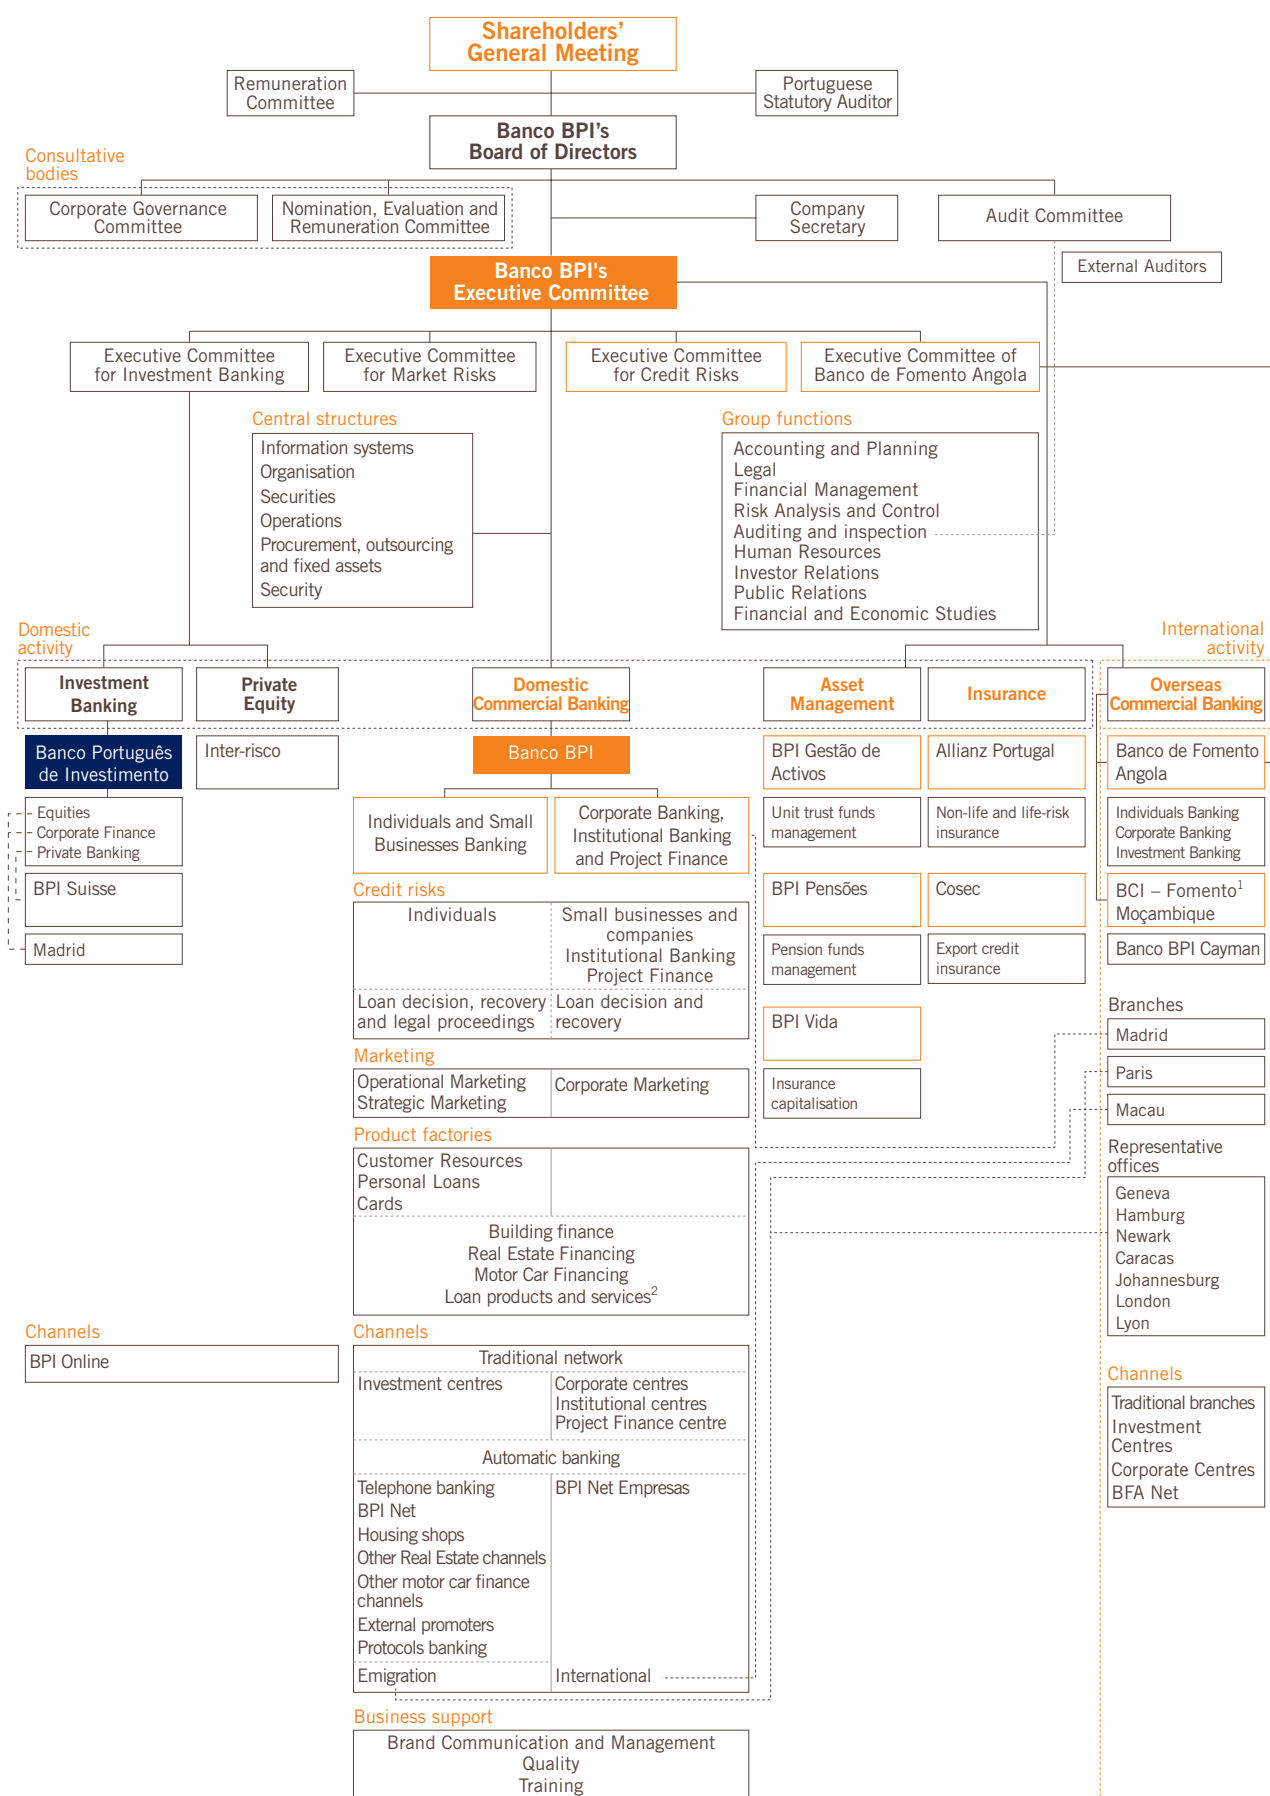 Shareholders'
General Meeting
Remuneration
Committee
Portuguese
Statutory Auditor
Banco BPI's
Board of Directors
Consultative
bodies
Corporate Governance
Committee
Nomination, Evaluation and
Remuneration Committee
Company
Secretary
Audit Committee
External Auditors
Banco BPI's
Executive Committee
Executive Committee
for Investment Banking
Executive Committee
for Market Risks
Executive Committee
for Credit Risks
Executive Committee of
Banco de Fomento Angola
Central structures
Information systems
Organisation
Securities
Operations
Procurement, outsourcing
and fixed assets
Security
Group functions
Accounting and Planning
Legal
Financial Management
Risk Analysis and Control
Auditing and inspection
Human Resources
Investor Relations
Public Relations
Financial and Economic Studies
Domestic
activity
International
activity
Investment
Banking
Private
Equity
Domestic
Commercial Banking
Asset
Management
Insurance
Overseas
Commercial Banking
Banco Português
de Investimento
Equities
Corporate Finance
Private Banking
BPI Suisse
Madrid
Inter-risco
Banco BPI
Individuals and Small
Businesses Banking
Corporate Banking,
Institutional Banking
and Project Finance
Credit risks
Individuals
Small businesses and
companies
Institutional Banking
Project Finance
Loan decision, recovery
and legal proceedings
Loan decision and
recovery
Marketing
Operational Marketing
Strategic Marketing
Corporate Marketing
Product factories
Customer Resources
Personal Loans
Cards
Building finance
Real Estate Financing
Motor Car Financing
Loan products and services2
BPI Gestão de
Activos
Unit trust funds
management
BPI Pensões
Pension funds
management
BPI Vida
Insurance
capitalisation
Allianz Portugal
Non-life and life-risk
insurance
Cosec
Export credit
insurance
Banco de Fomento
Angola
Individuals Banking
Corporate Banking
Investment Banking
BCI – Fomento1
Moçambique
Banco BPI Cayman
Branches
Madrid
Paris
Macau
Representative
offices
Geneva
Hamburg
Newark
Caracas
Johannesburg
London
Lyon
Channels
BPI Online
Channels
Traditional network
Investment centres
Corporate centres
Institutional centres
Project Finance centre
Automatic banking
Telephone banking
BPI Net
Housing shops
Other Real Estate channels
Other motor car finance
channels
External promoters
Protocols banking
BPI Net Empresas
Emigration
International
Channels
Traditional branches
Investment
Centres
Corporate Centres
BFA Net
Business support
Brand Communication and Management
Quality
Training